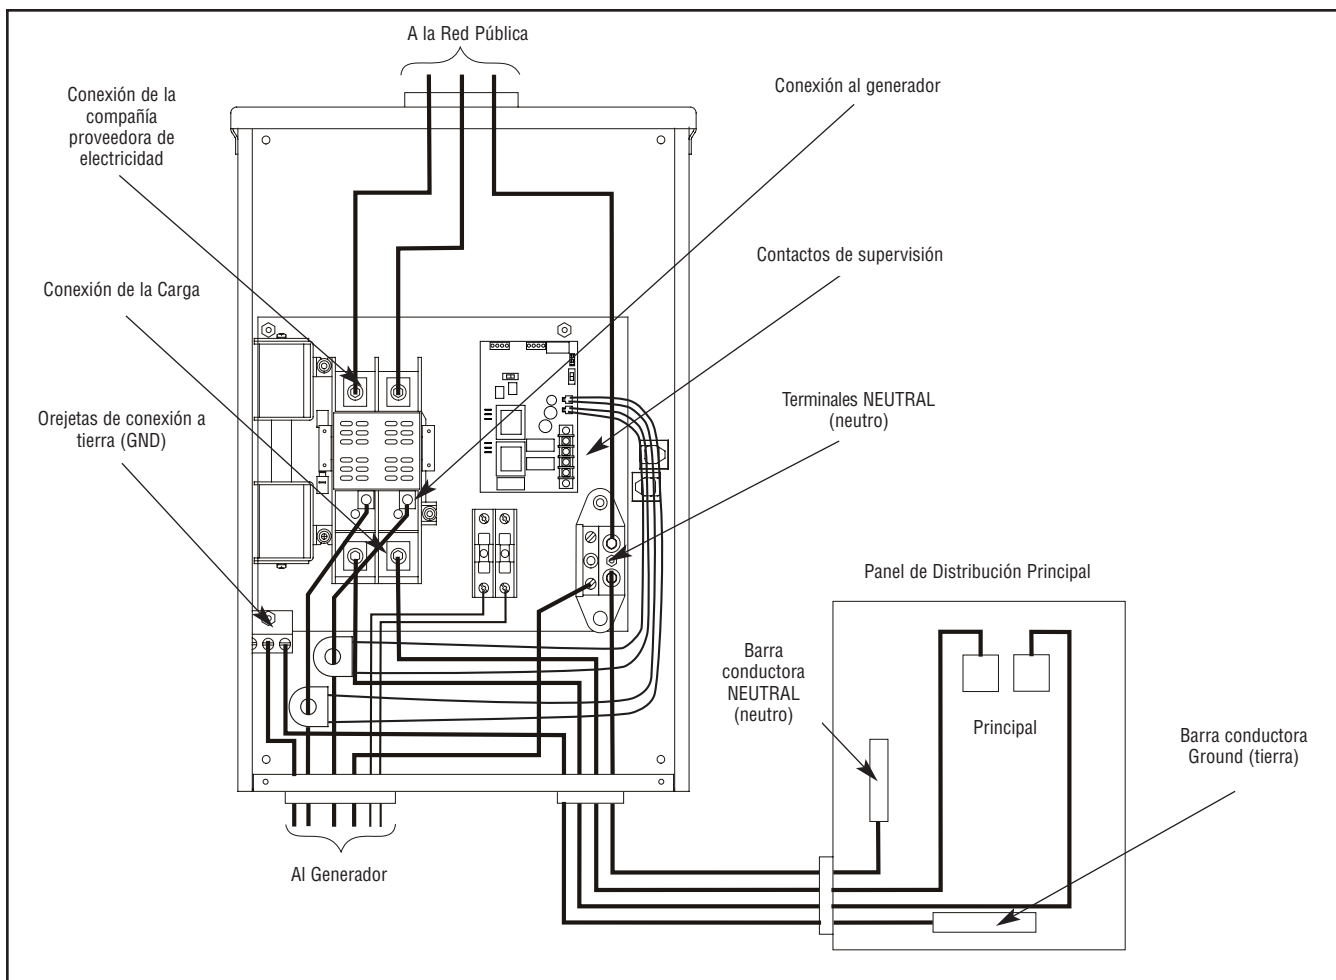 A la Red Pública
Conexión de la
compañía
proveedora de
electricidad
Conexión al generador
Contactos de supervisión
Conexión de la Carga
Orejetas de conexión a
tierra (GND)
Terminales NEUTRAL
(neutro)
Panel de Distribución Principal
Barra
conductora
NEUTRAL
(neutro)
Principal
Barra conductora
Ground (tierra)
Al Generador